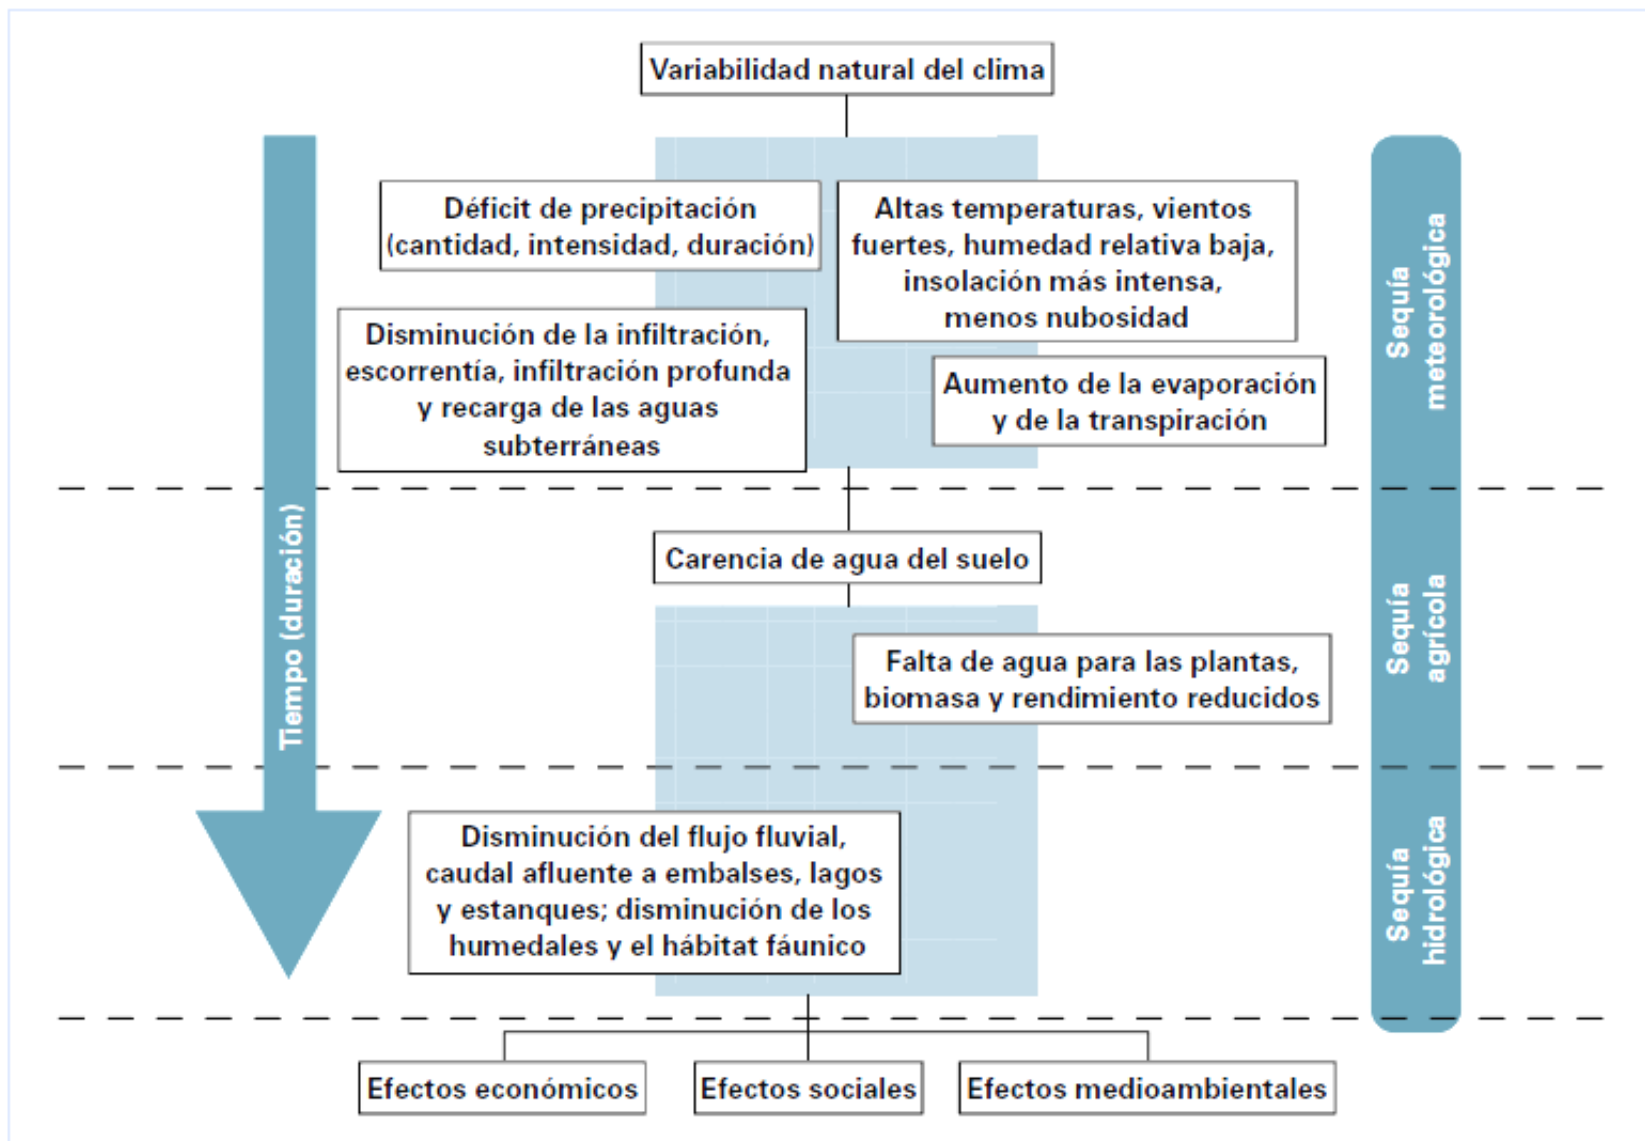 Variabilidad natural del clima
Déficit de precipitación
(cantidad, intensidad, duración)
Altas temperaturas, vientos
fuertes, humedad relativa baja,
insolación más intensa,
menos nubosidad
Disminución de la infiltración,
escorrentía, infiltración profunda
y recarga de las aguas
subterráneas
Aumento de la evaporación
y de la transpiración
Sequía
meteorológica
Tiempo (duración)
Carencia de agua del suelo
Falta de agua para las plantas,
biomasa y rendimiento reducidos
Sequía
agrícola
Disminución del flujo fluvial,
caudal afluente a embalses, lagos
y estanques; disminución de los
humedales y el hábitat fáunico
Sequía
hidrológica
Efectos económicos
Efectos sociales
Efectos medioambientales